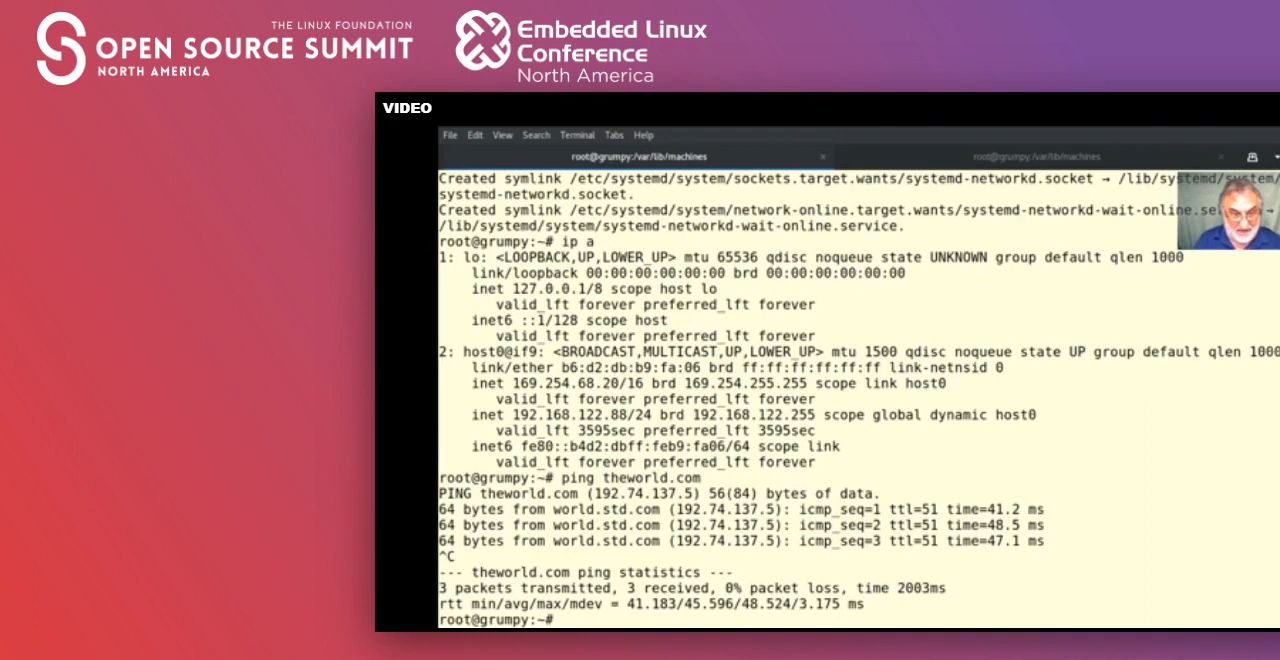 THE LINUX FOUNDATION
OPEN SOURCE SUMMIT
NORTH AMERICA
Embedded Linux
Conference
North America
VIDEO
File Edit View Search Terminal Tabs Help
root@grumpy:/var/lib/machines × root@grumpy:/var/lib/machines ×
Created symlink /etc/systemd/system/sockets.target.wants/systemd-networkd.socket → /lib/systemd/system/
systemd-networkd.socket.
Created symlink /etc/systemd/system/network-online.target.wants/systemd-networkd-wait-online.se →
/lib/systemd/system/systemd-networkd-wait-online.service.
root@grumpy:~# ip a
1: lo: <LOOPBACK,UP,LOWER_UP> mtu 65536 qdisc noqueue state UNKNOWN group default qlen 1000
link/loopback 00:00:00:00:00:00 brd 00:00:00:00:00:00
inet 127.0.0.1/8 scope host lo
valid_lft forever preferred_lft forever
inet6 ::1/128 scope host
valid_lft forever preferred_lft forever
2: host0@if9: <BROADCAST,MULTICAST,UP,LOWER_UP> mtu 1500 qdisc noqueue state UP group default qlen 1000
link/ether b6:d2:db:b9:fa:06 brd ff:ff:ff:ff:ff:ff link-netnsid 0
inet 169.254.68.20/16 brd 169.254.255.255 scope link host0
valid_lft forever preferred_lft forever
inet 192.168.122.88/24 brd 192.168.122.255 scope global dynamic host0
valid_lft 3595sec preferred_lft 3595sec
inet6 fe80::b4d2:dbff:feb9:fa06/64 scope link
valid_lft forever preferred_lft forever
root@grumpy:~# ping theworld.com
PING theworld.com (192.74.137.5) 56(84) bytes of data.
64 bytes from world.std.com (192.74.137.5): icmp_seq=1 ttl=51 time=41.2 ms
64 bytes from world.std.com (192.74.137.5): icmp_seq=2 ttl=51 time=48.5 ms
64 bytes from world.std.com (192.74.137.5): icmp_seq=3 ttl=51 time=47.1 ms
^C
--- theworld.com ping statistics ---
3 packets transmitted, 3 received, 0% packet loss, time 2003ms
rtt min/avg/max/mdev = 41.183/45.596/48.524/3.175 ms
root@grumpy:~#